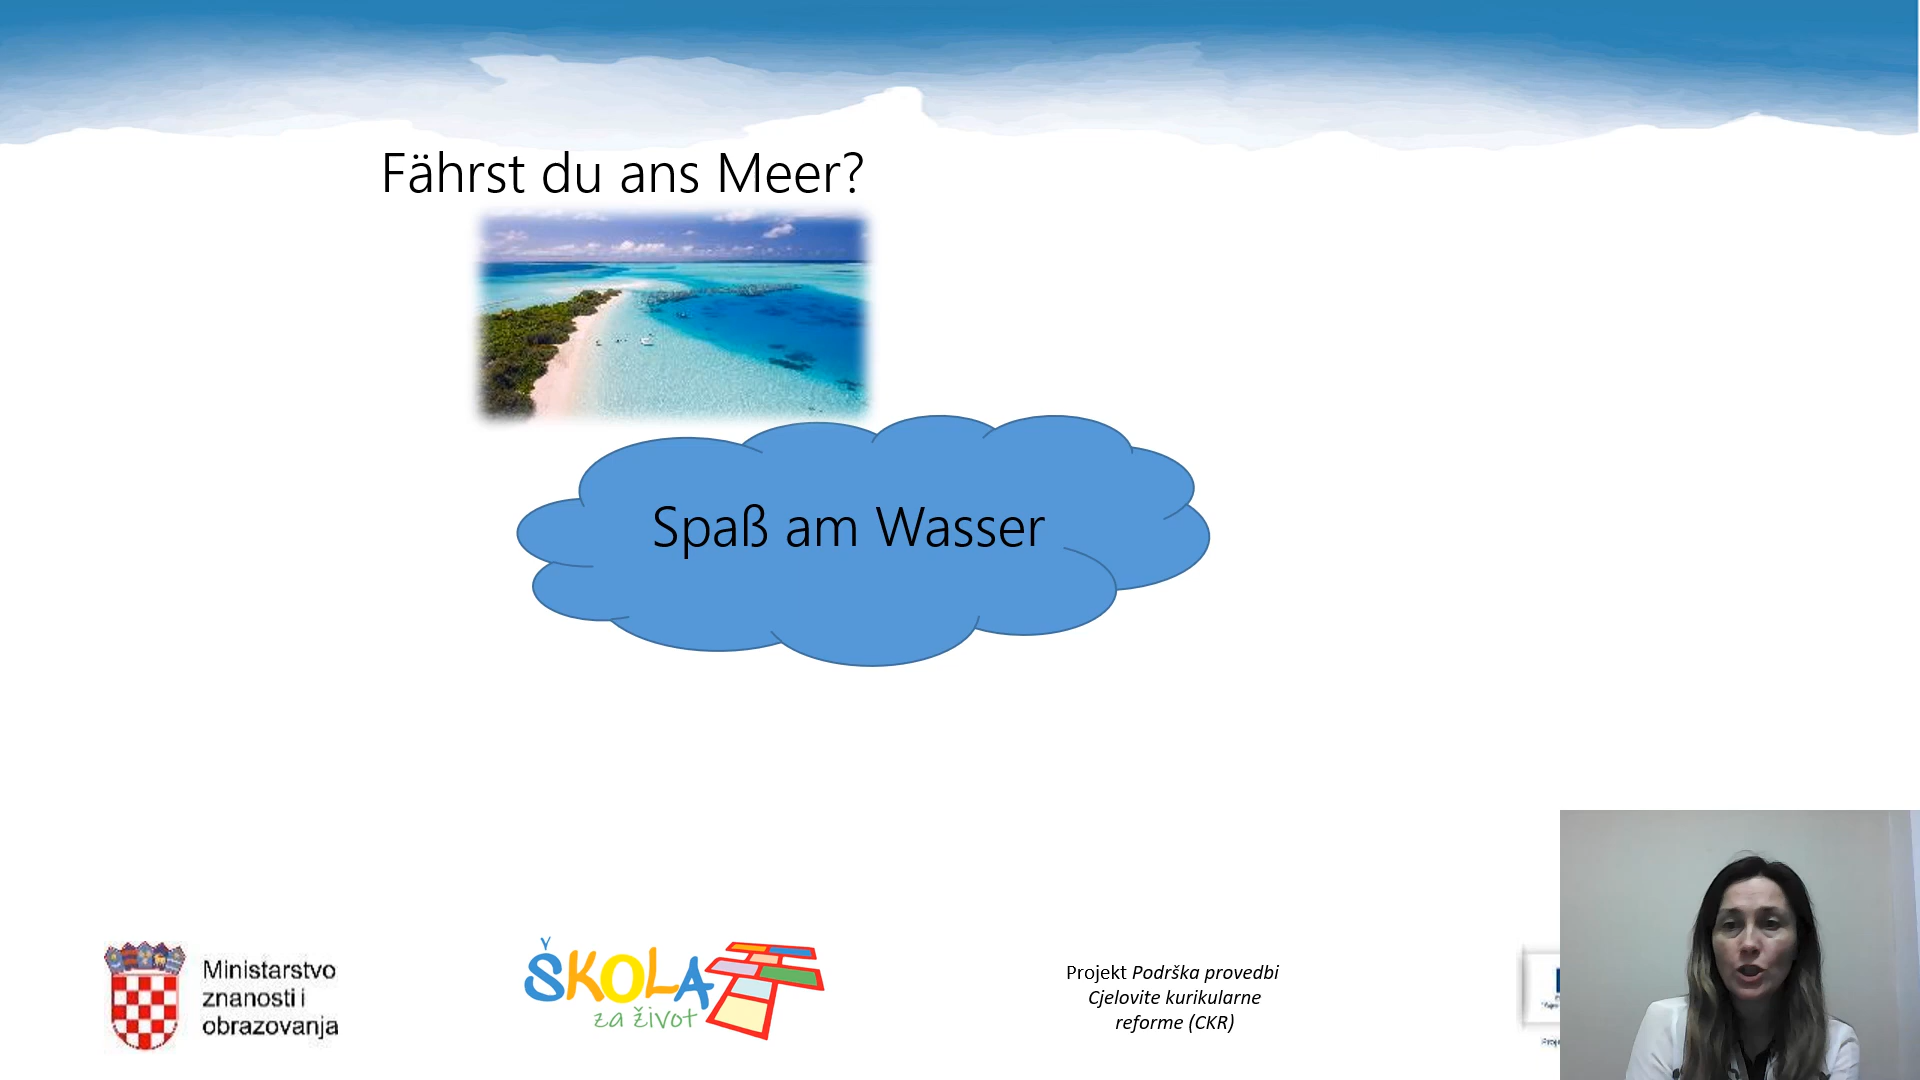 Fährst du ans Meer?
Spaß am Wasser
Ministarstvo
znanosti i
obrazovanja
ŠKOLA
za život
Projekt Podrška provedbi
Cjelovite kurikularne
reforme (CKR)